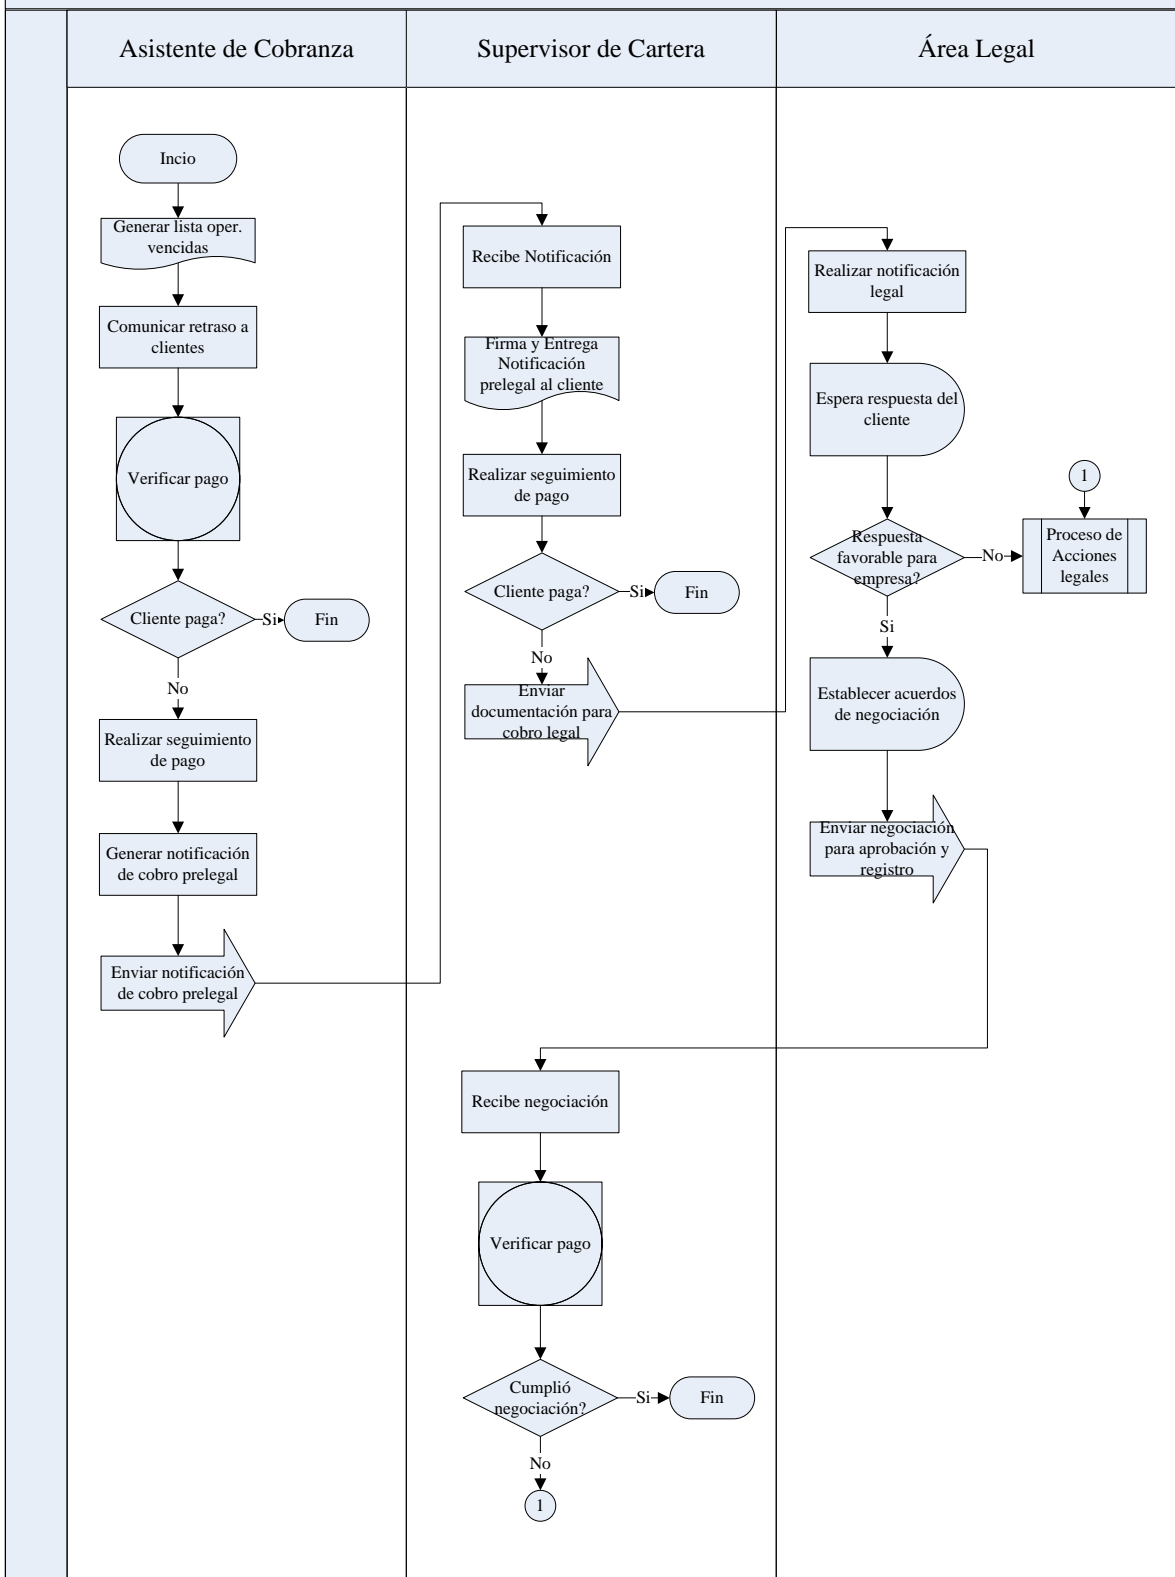 Asistente de Cobranza
Supervisor de Cartera
Área Legal
Incio
Generar lista oper.
vencidas
Comunicar retraso a
clientes
Verificar pago
Cliente paga?
Si
Fin
No
Realizar seguimiento
de pago
Generar notificación
de cobro prelegal
Enviar notificación
de cobro prelegal
Recibe Notificación
Firma y Entrega
Notificación
prelegal al cliente
Realizar seguimiento
de pago
Cliente paga?
Si
Fin
No
Enviar
documentación para
cobro legal
Realizar notificación
legal
Espera respuesta del
cliente
Respuesta
favorable para
empresa?
No
1
Proceso de
Acciones
legales
Si
Establecer acuerdos
de negociación
Enviar negociación
para aprobación y
registro
Recibe negociación
Verificar pago
Cumplió
negociación?
Si
Fin
No
1